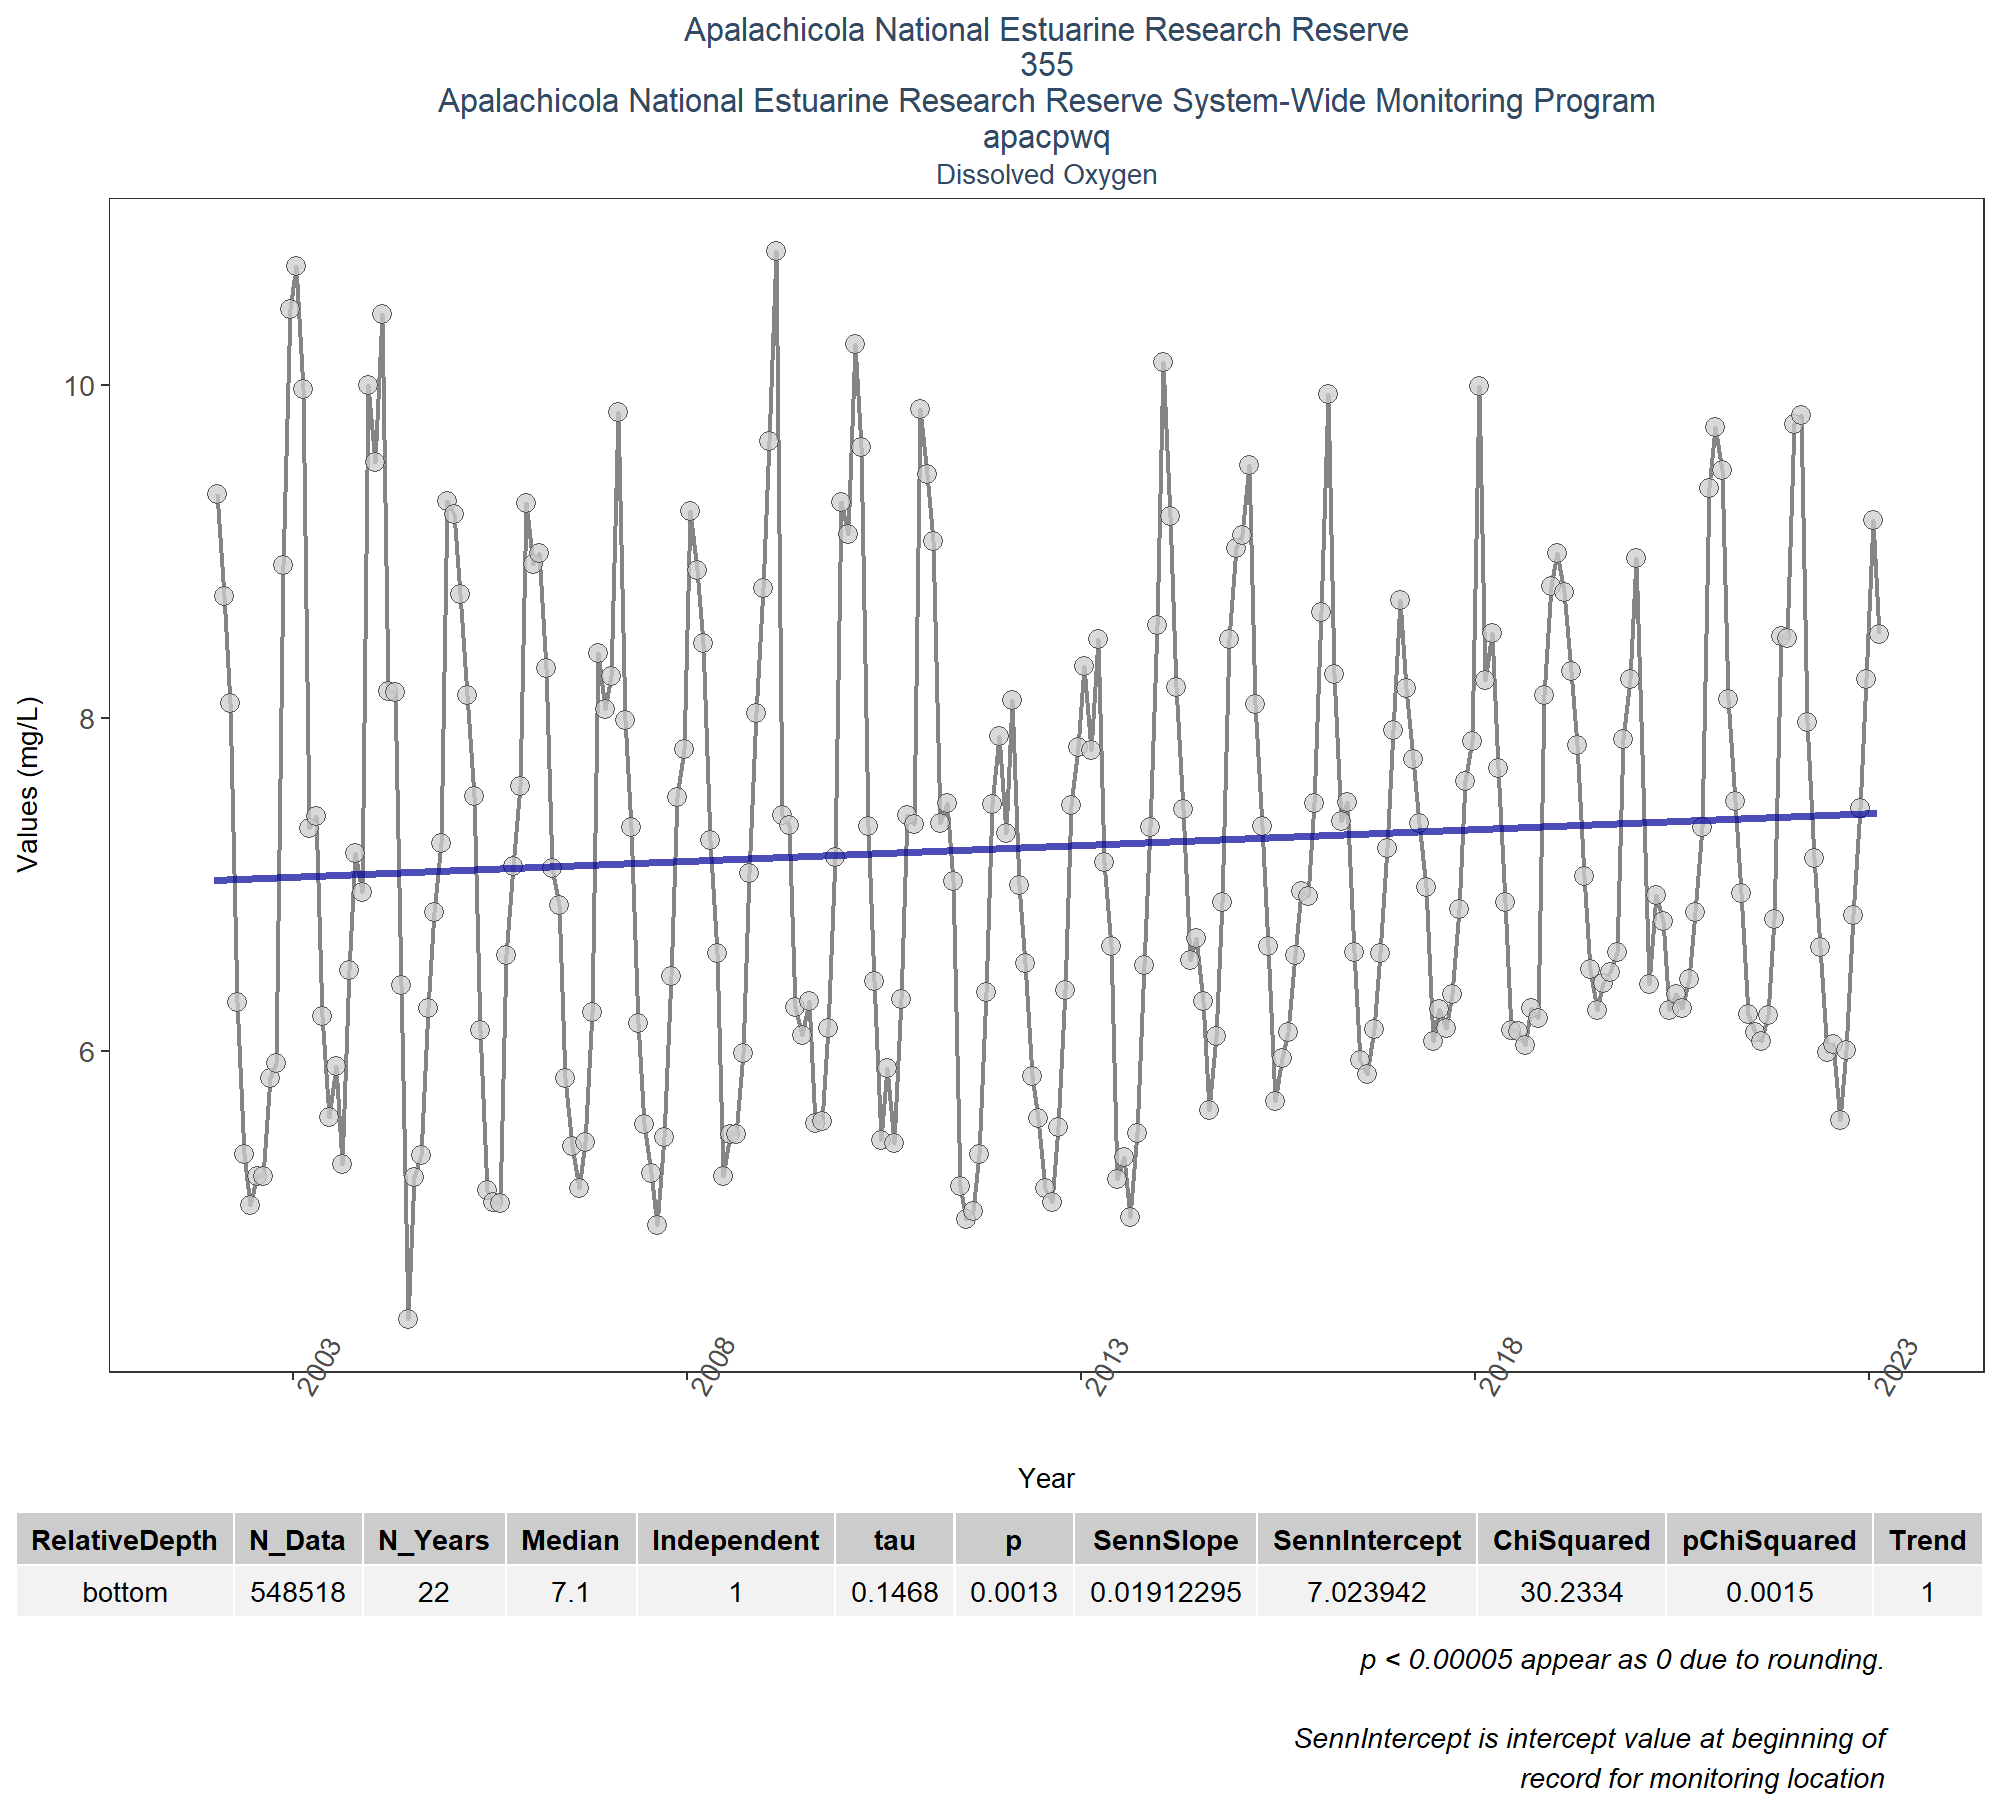 Apalachicola National Estuarine Research Reserve
355
Apalachicola National Estuarine Research Reserve System-Wide Monitoring Program
apacpwq
Dissolved Oxygen
Values (mg/L)
10
8
6
2003 2008 2013 2018 2023
Year
RelativeDepth N_Data N_Years Median Independent tau p SennSlope SennIntercept ChiSquared pChiSquared Trend
bottom 548518 22 7.1 1 0.1468 0.0013 0.01912295 7.023942 30.2334 0.0015 1
p < 0.00005 appear as 0 due to rounding.
SennIntercept is intercept value at beginning of
record for monitoring location